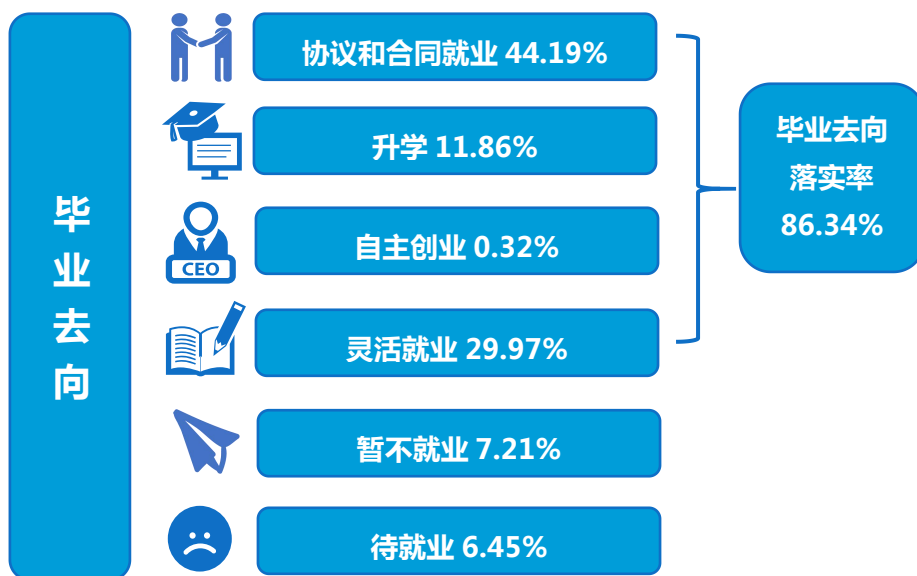 毕业去向
协议和合同就业 44.19%
升学 11.86%
CEO
自主创业 0.32%
灵活就业 29.97%
暂不就业 7.21%
待就业 6.45%
毕业去向
落实率
86.34%